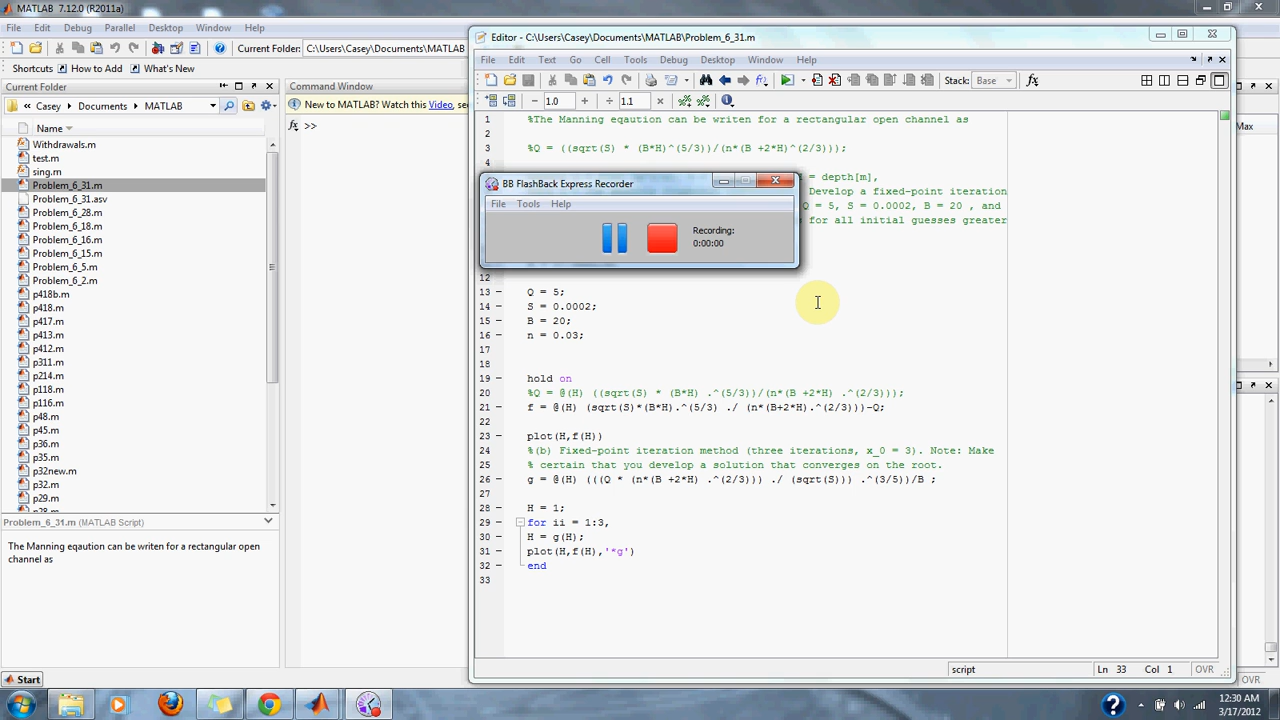 MATLAB 7.12.0 (R2011a)
File Edit Debug Parallel Desktop Window Help
Current Folder: C:\Users\Casey\Documents\MATLAB
Shortcuts How to Add What's New
Current Folder
Casey Documents MATLAB
Name
Withdrawals.m
test.m
sing.m
Problem_6_31.m
Problem_6_31.asv
Problem_6_28.m
Problem_6_18.m
Problem_6_16.m
Problem_6_15.m
Problem_6_5.m
Problem_6_2.m
p418b.m
p418.m
p417.m
p413.m
p412.m
p311.m
p214.m
p118.m
p116.m
p48.m
p45.m
p36.m
p32new.m
p32.m
p29.m
p28.m
Problem_6_31.m (MATLAB Script)
The Manning eqaution can be writen for a rectangular open
channel as
Start
Command Window
New to MATLAB? Watch this Video, se
fx >>
Editor - C:\Users\Casey\Documents\MATLAB\Problem_6_31.m
File Edit Text Go Cell Tools Debug Desktop Window Help
Stack: Base fx
1.0 1.1
1 %The Manning eqaution can be writen for a rectangular open channel as
2
3 %Q = ((sqrt(S) * (B*H)^(5/3))/(n*(B +2*H)^(2/3)));
4
= depth[m],
Develop a fixed-point iteration
Q = 5, S = 0.0002, B = 20 , and
s for all initial guesses greater
12
13 Q = 5;
14 S = 0.0002;
15 B = 20;
16 n = 0.03;
17
18
19 hold on
20 %Q = @(H) ((sqrt(S) * (B*H) .^(5/3))/(n*(B +2*H) .^(2/3)));
21 f = @(H) (sqrt(S)*(B*H).^(5/3) ./ (n*(B+2*H).^(2/3)))-Q;
22
23 plot(H,f(H))
24 %(b) Fixed-point iteration method (three iterations, x_0 = 3). Note: Make
25 % certain that you develop a solution that converges on the root.
26 g = @(H) (((Q * (n*(B +2*H) .^(2/3))) ./ (sqrt(S))) .^(3/5))/B ;
27
28 H = 1;
29 for ii = 1:3,
30 H = g(H);
31 plot(H,f(H),'*g')
32 end
33
script Ln 33 Col 1 OVR
BB FlashBack Express Recorder
File Tools Help
Recording:
0:00:00
Max
OVR
12:30 AM
3/17/2012